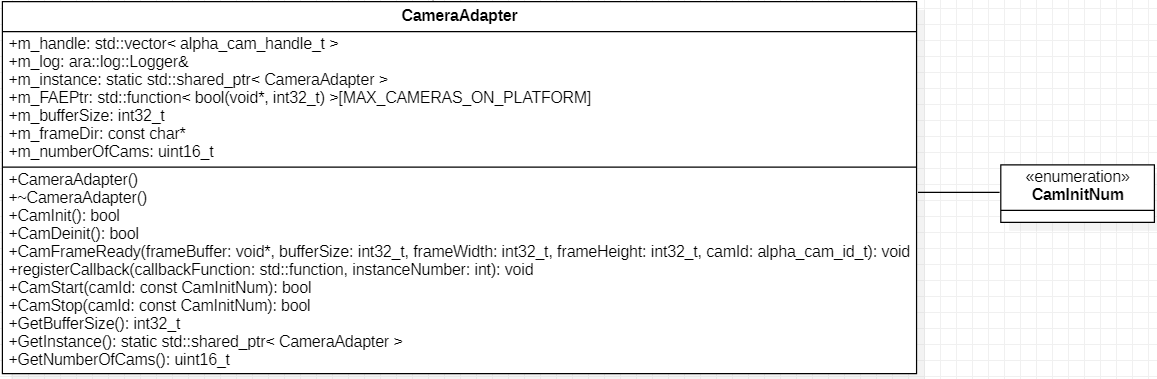 CameraAdapter
+m_handle: std::vector< alpha_cam_handle_t >
+m_log: ara::log::Logger&
+m_instance: static std::shared_ptr< CameraAdapter >
+m_FAEPtr: std::function< bool(void*, int32_t) >[MAX_CAMERAS_ON_PLATFORM]
+m_bufferSize: int32_t
+m_frameDir: const char*
+m_numberOfCams: uint16_t
+CameraAdapter()
+~CameraAdapter()
+CamInit(): bool
+CamDeinit(): bool
+CamFrameReady(frameBuffer: void*, bufferSize: int32_t, frameWidth: int32_t, frameHeight: int32_t, camId: alpha_cam_id_t): void
+registerCallback(callbackFunction: std::function, instanceNumber: int): void
+CamStart(camId: const CamInitNum): bool
+CamStop(camId: const CamInitNum): bool
+GetBufferSize(): int32_t
+GetInstance(): static std::shared_ptr< CameraAdapter >
+GetNumberOfCams(): uint16_t
«enumeration»
CamInitNum